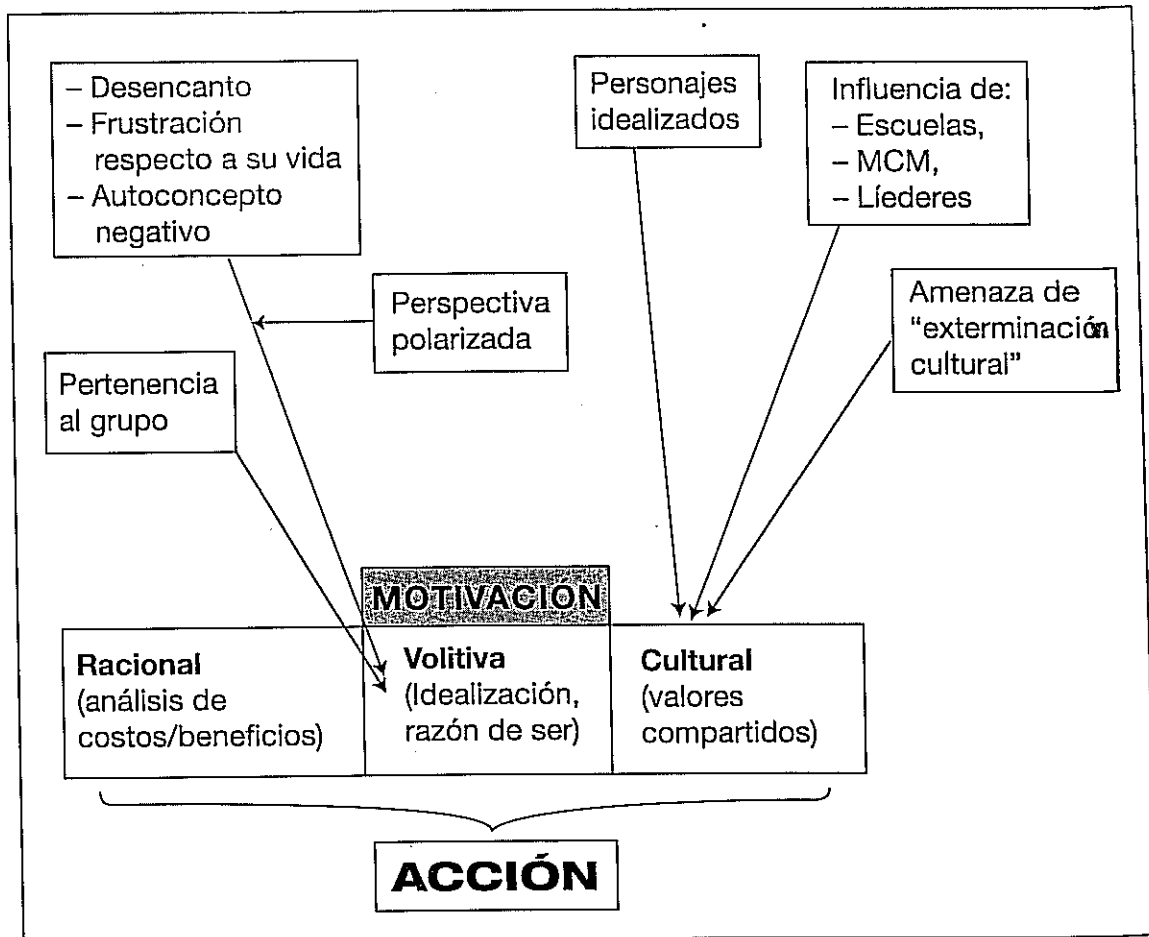 – Desencanto
– Frustración
respecto a su vida
– Autoconcepto
negativo
Personajes
idealizados
Influencia de:
– Escuelas,
– MCM,
– Líederes
Perspectiva
polarizada
Amenaza de
“exterminación
cultural”
Pertenencia
al grupo
MOTIVACIÓN
Racional
(análisis de
costos/beneficios)
Volitiva
(Idealización,
razón de ser)
Cultural
(valores
compartidos)
ACCIÓN